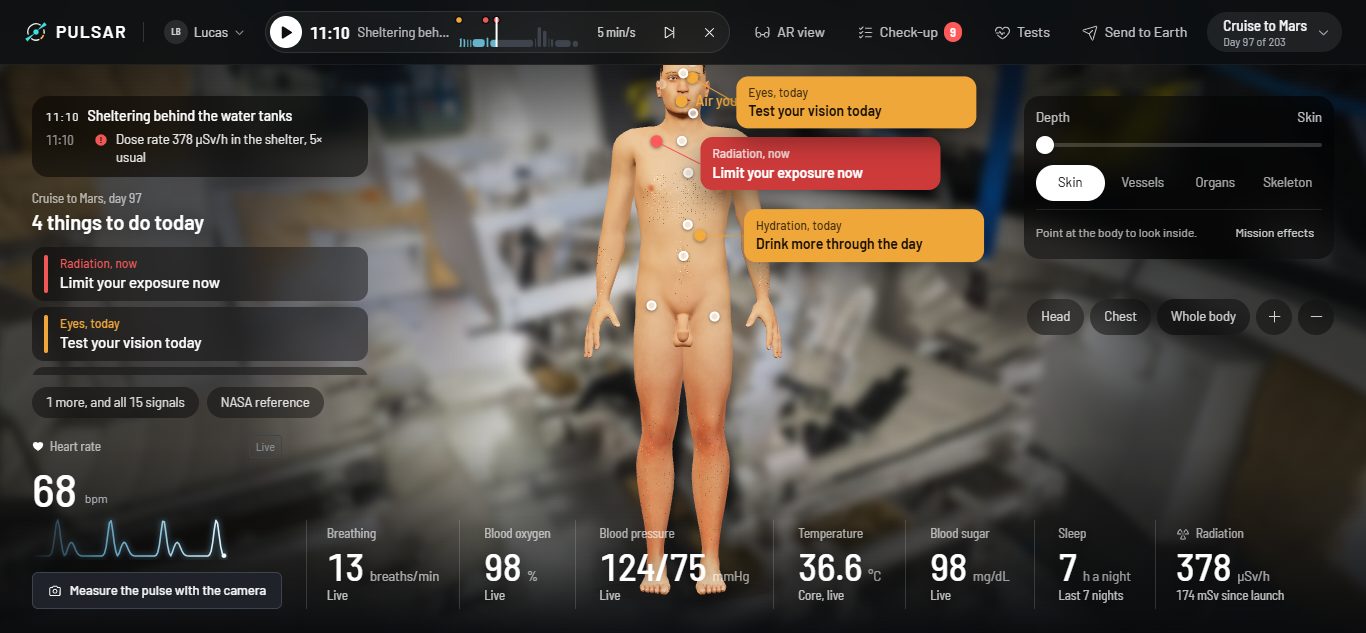 PULSAR
LB Lucas
11:10 Sheltering beh... 5 min/s
AR view
Check-up 9
Tests
Send to Earth
Cruise to Mars
Day 97 of 203
11:10 Sheltering behind the water tanks
11:10 Dose rate 378 µSv/h in the shelter, 5×
usual
Cruise to Mars, day 97
4 things to do today
Radiation, now
Limit your exposure now
Eyes, today
Test your vision today
1 more, and all 15 signals
NASA reference
Air you
Eyes, today
Test your vision today
Radiation, now
Limit your exposure now
Hydration, today
Drink more through the day
Depth Skin
Skin Vessels Organs Skeleton
Point at the body to look inside. Mission effects
Head Chest Whole body + −
Heart rate Live
68 bpm
Measure the pulse with the camera
Breathing
13 breaths/min
Live
Blood oxygen
98 %
Live
Blood pressure
124/75 mmHg
Live
Temperature
36.6 °C
Core, live
Blood sugar
98 mg/dL
Live
Sleep
7 h a night
Last 7 nights
Radiation
378 µSv/h
174 mSv since launch